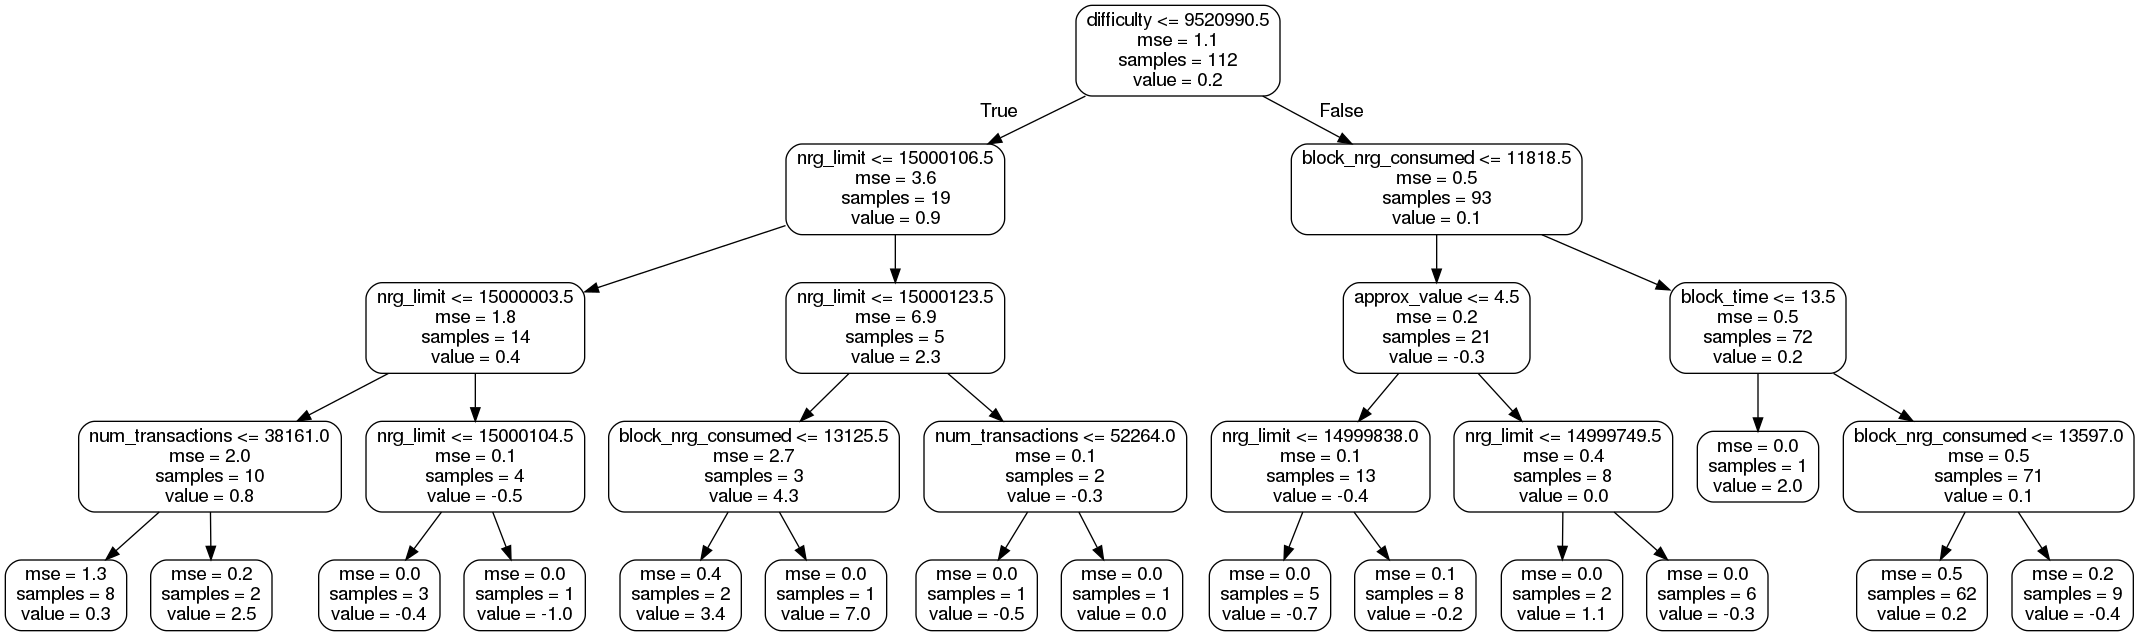 difficulty <= 9520990.5
mse = 1.1
samples = 112
value = 0.2
True
False
nrg_limit <= 15000106.5
mse = 3.6
samples = 19
value = 0.9
block_nrg_consumed <= 11818.5
mse = 0.5
samples = 93
value = 0.1
nrg_limit <= 15000003.5
mse = 1.8
samples = 14
value = 0.4
nrg_limit <= 15000123.5
mse = 6.9
samples = 5
value = 2.3
approx_value <= 4.5
mse = 0.2
samples = 21
value = -0.3
block_time <= 13.5
mse = 0.5
samples = 72
value = 0.2
num_transactions <= 38161.0
mse = 2.0
samples = 10
value = 0.8
nrg_limit <= 15000104.5
mse = 0.1
samples = 4
value = -0.5
block_nrg_consumed <= 13125.5
mse = 2.7
samples = 3
value = 4.3
num_transactions <= 52264.0
mse = 0.1
samples = 2
value = -0.3
nrg_limit <= 14999838.0
mse = 0.1
samples = 13
value = -0.4
nrg_limit <= 14999749.5
mse = 0.4
samples = 8
value = 0.0
mse = 0.0
samples = 1
value = 2.0
block_nrg_consumed <= 13597.0
mse = 0.5
samples = 71
value = 0.1
mse = 1.3
samples = 8
value = 0.3
mse = 0.2
samples = 2
value = 2.5
mse = 0.0
samples = 3
value = -0.4
mse = 0.0
samples = 1
value = -1.0
mse = 0.4
samples = 2
value = 3.4
mse = 0.0
samples = 1
value = 7.0
mse = 0.0
samples = 1
value = -0.5
mse = 0.0
samples = 1
value = 0.0
mse = 0.0
samples = 5
value = -0.7
mse = 0.1
samples = 8
value = -0.2
mse = 0.0
samples = 2
value = 1.1
mse = 0.0
samples = 6
value = -0.3
mse = 0.5
samples = 62
value = 0.2
mse = 0.2
samples = 9
value = -0.4